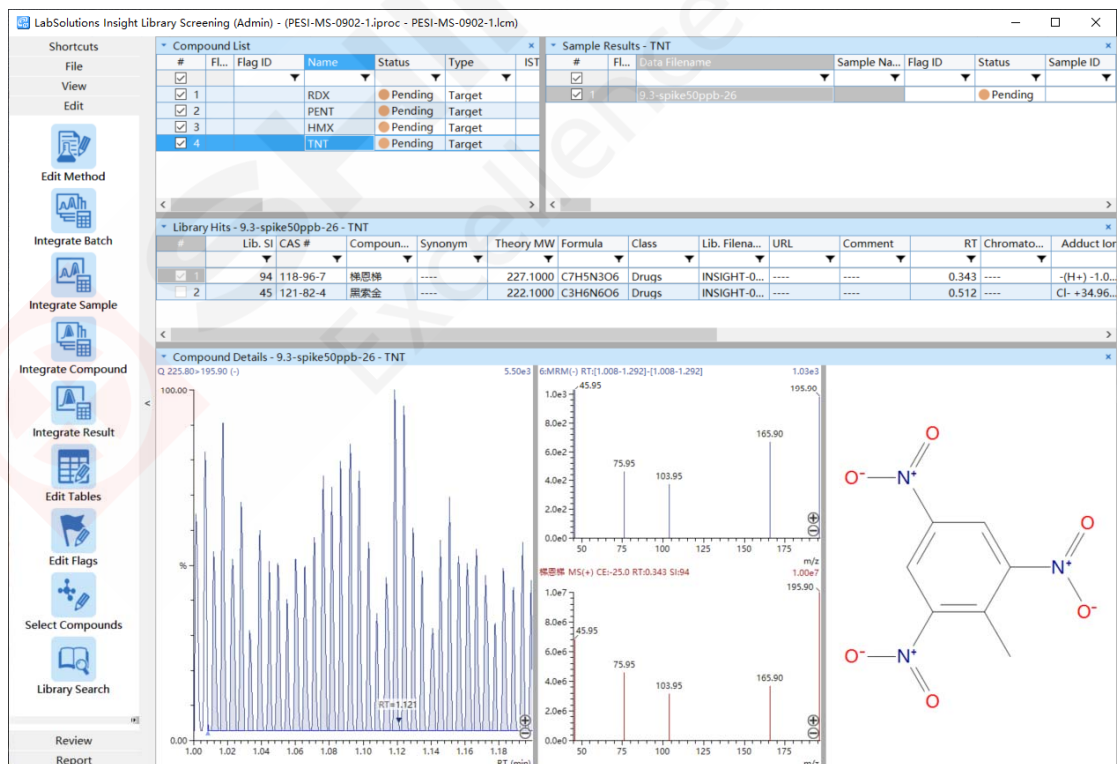 LabSolutions Insight Library Screening (Admin) - (PESI-MS-0902-1.iproc - PESI-MS-0902-1.lcm)
Shortcuts
File
View
Edit
Edit Method
Integrate Batch
Integrate Sample
Integrate Compound
Integrate Result
Edit Tables
Edit Flags
Select Compounds
Library Search
Review
Report
Compound List
# Fl... Flag ID Name Status Type IST
1 RDX Pending Target
2 PENT Pending Target
3 HMX Pending Target
4 TNT Pending Target
Sample Results - TNT
# Fl... Data Filename Sample Na... Flag ID Status Sample ID
1 9.3-spike50ppb-26 Pending
Library Hits - 9.3-spike50ppb-26 - TNT
# Lib. SI CAS # Compoun... Synonym Theory MW Formula Class Lib. Filena... URL Comment RT Chromato... Adduct Ion
1 94 118-96-7 梯恩梯 ---- 227.1000 C7H5N3O6 Drugs INSIGHT-0... ---- ---- 0.343 ---- -(H+) -1.0...
2 45 121-82-4 黑索金 ---- 222.1000 C3H6N6O6 Drugs INSIGHT-0... ---- ---- 0.512 ---- Cl- +34.96...
Compound Details - 9.3-spike50ppb-26 - TNT
Q 225.80>195.90 (-) 5.50e3
100.00
%
0.00
RT=1.121
1.00 1.02 1.04 1.06 1.08 1.10 1.12 1.14 1.16 1.18
RT (min)
6:MRM(-) RT:[1.008-1.292]-[1.008-1.292] 1.03e3
1.0e3
8.0e2
6.0e2
4.0e2
2.0e2
0.0e0
45.95
75.95
103.95
165.90
195.90
50 75 100 125 150 175
m/z
梯恩梯 MS(+) CE:-25.0 RT:0.343 SI:94 1.00e7
1.0e7
8.0e6
6.0e6
4.0e6
2.0e6
0.0e0
45.95
75.95
103.95
165.90
195.90
50 75 100 125 150 175
m/z
O
O- N+
O
N+
O-
O- N+
O
Excellence